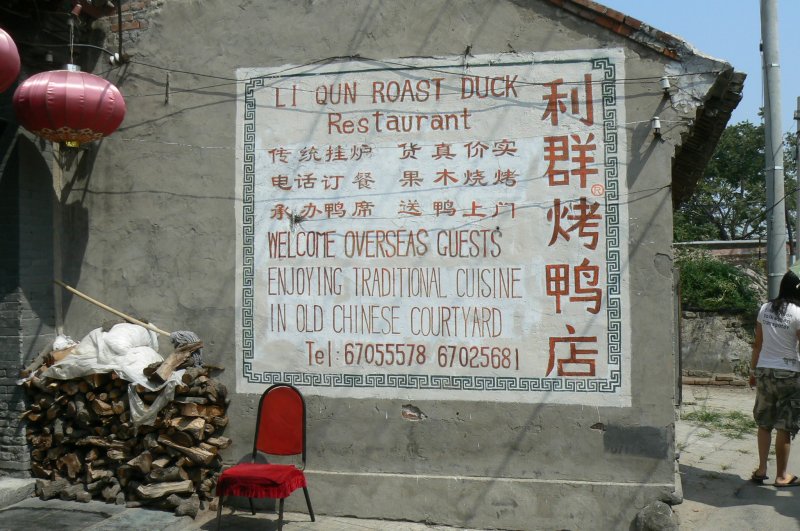 LI QUN ROAST DUCK
Restaurant
传统挂炉 货真价实
电话订餐 果木烧烤
承办鸭席 送鸭上门
WELCOME OVERSEAS GUESTS
ENJOYING TRADITIONAL CUISINE
IN OLD CHINESE COURTYARD
Tel: 67055578 67025681
利群烤鸭店